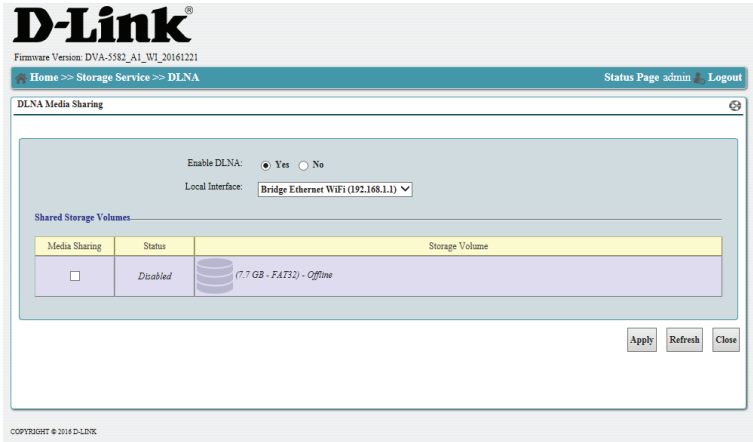 D-Link®
Firmware Version: DVA-5582_A1_WI_20161221
Home >> Storage Service >> DLNA Status Page admin Logout
DLNA Media Sharing
Enable DLNA: Yes No
Local Interface: Bridge Ethernet WiFi (192.168.1.1)
Shared Storage Volumes
Media Sharing Status Storage Volume
Disabled (7.7 GB - FAT32) - Offline
Apply Refresh Close
COPYRIGHT © 2016 D-LINK